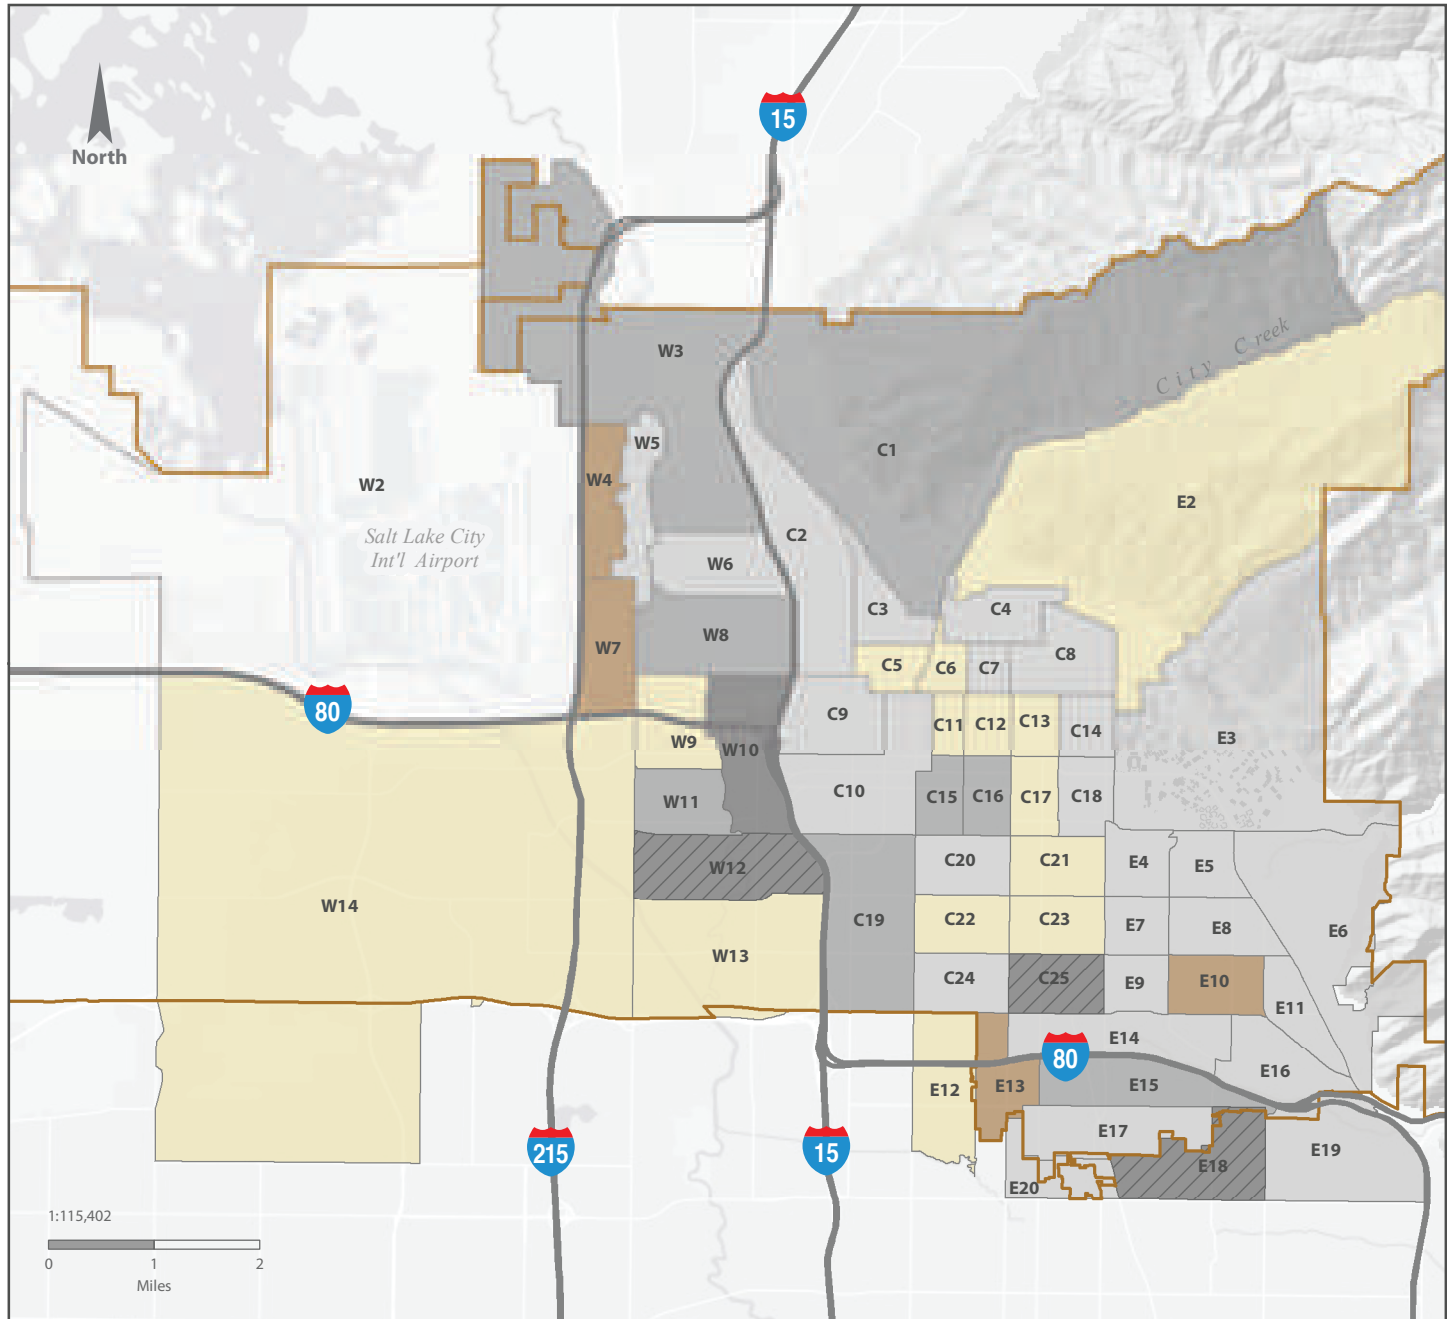 15
North
W3
City Creek
W5
C1
W4
W2
E2
Salt Lake City
Int'l Airport
C2
W6
C3
C4
W8
W7
C8
C5
C6
C7
80
C9
C11
C12
C13
C14
W9
W10
E3
C10
W11
C15
C16
C17
C18
W12
C20
C21
E4
E5
W14
C19
C22
C23
E7
E8
E6
W13
C24
C25
E9
E10
E11
E14
80
E12
E13
E15
E16
E17
215
15
E18
E19
E20
1:115,402
0 1 2
Miles